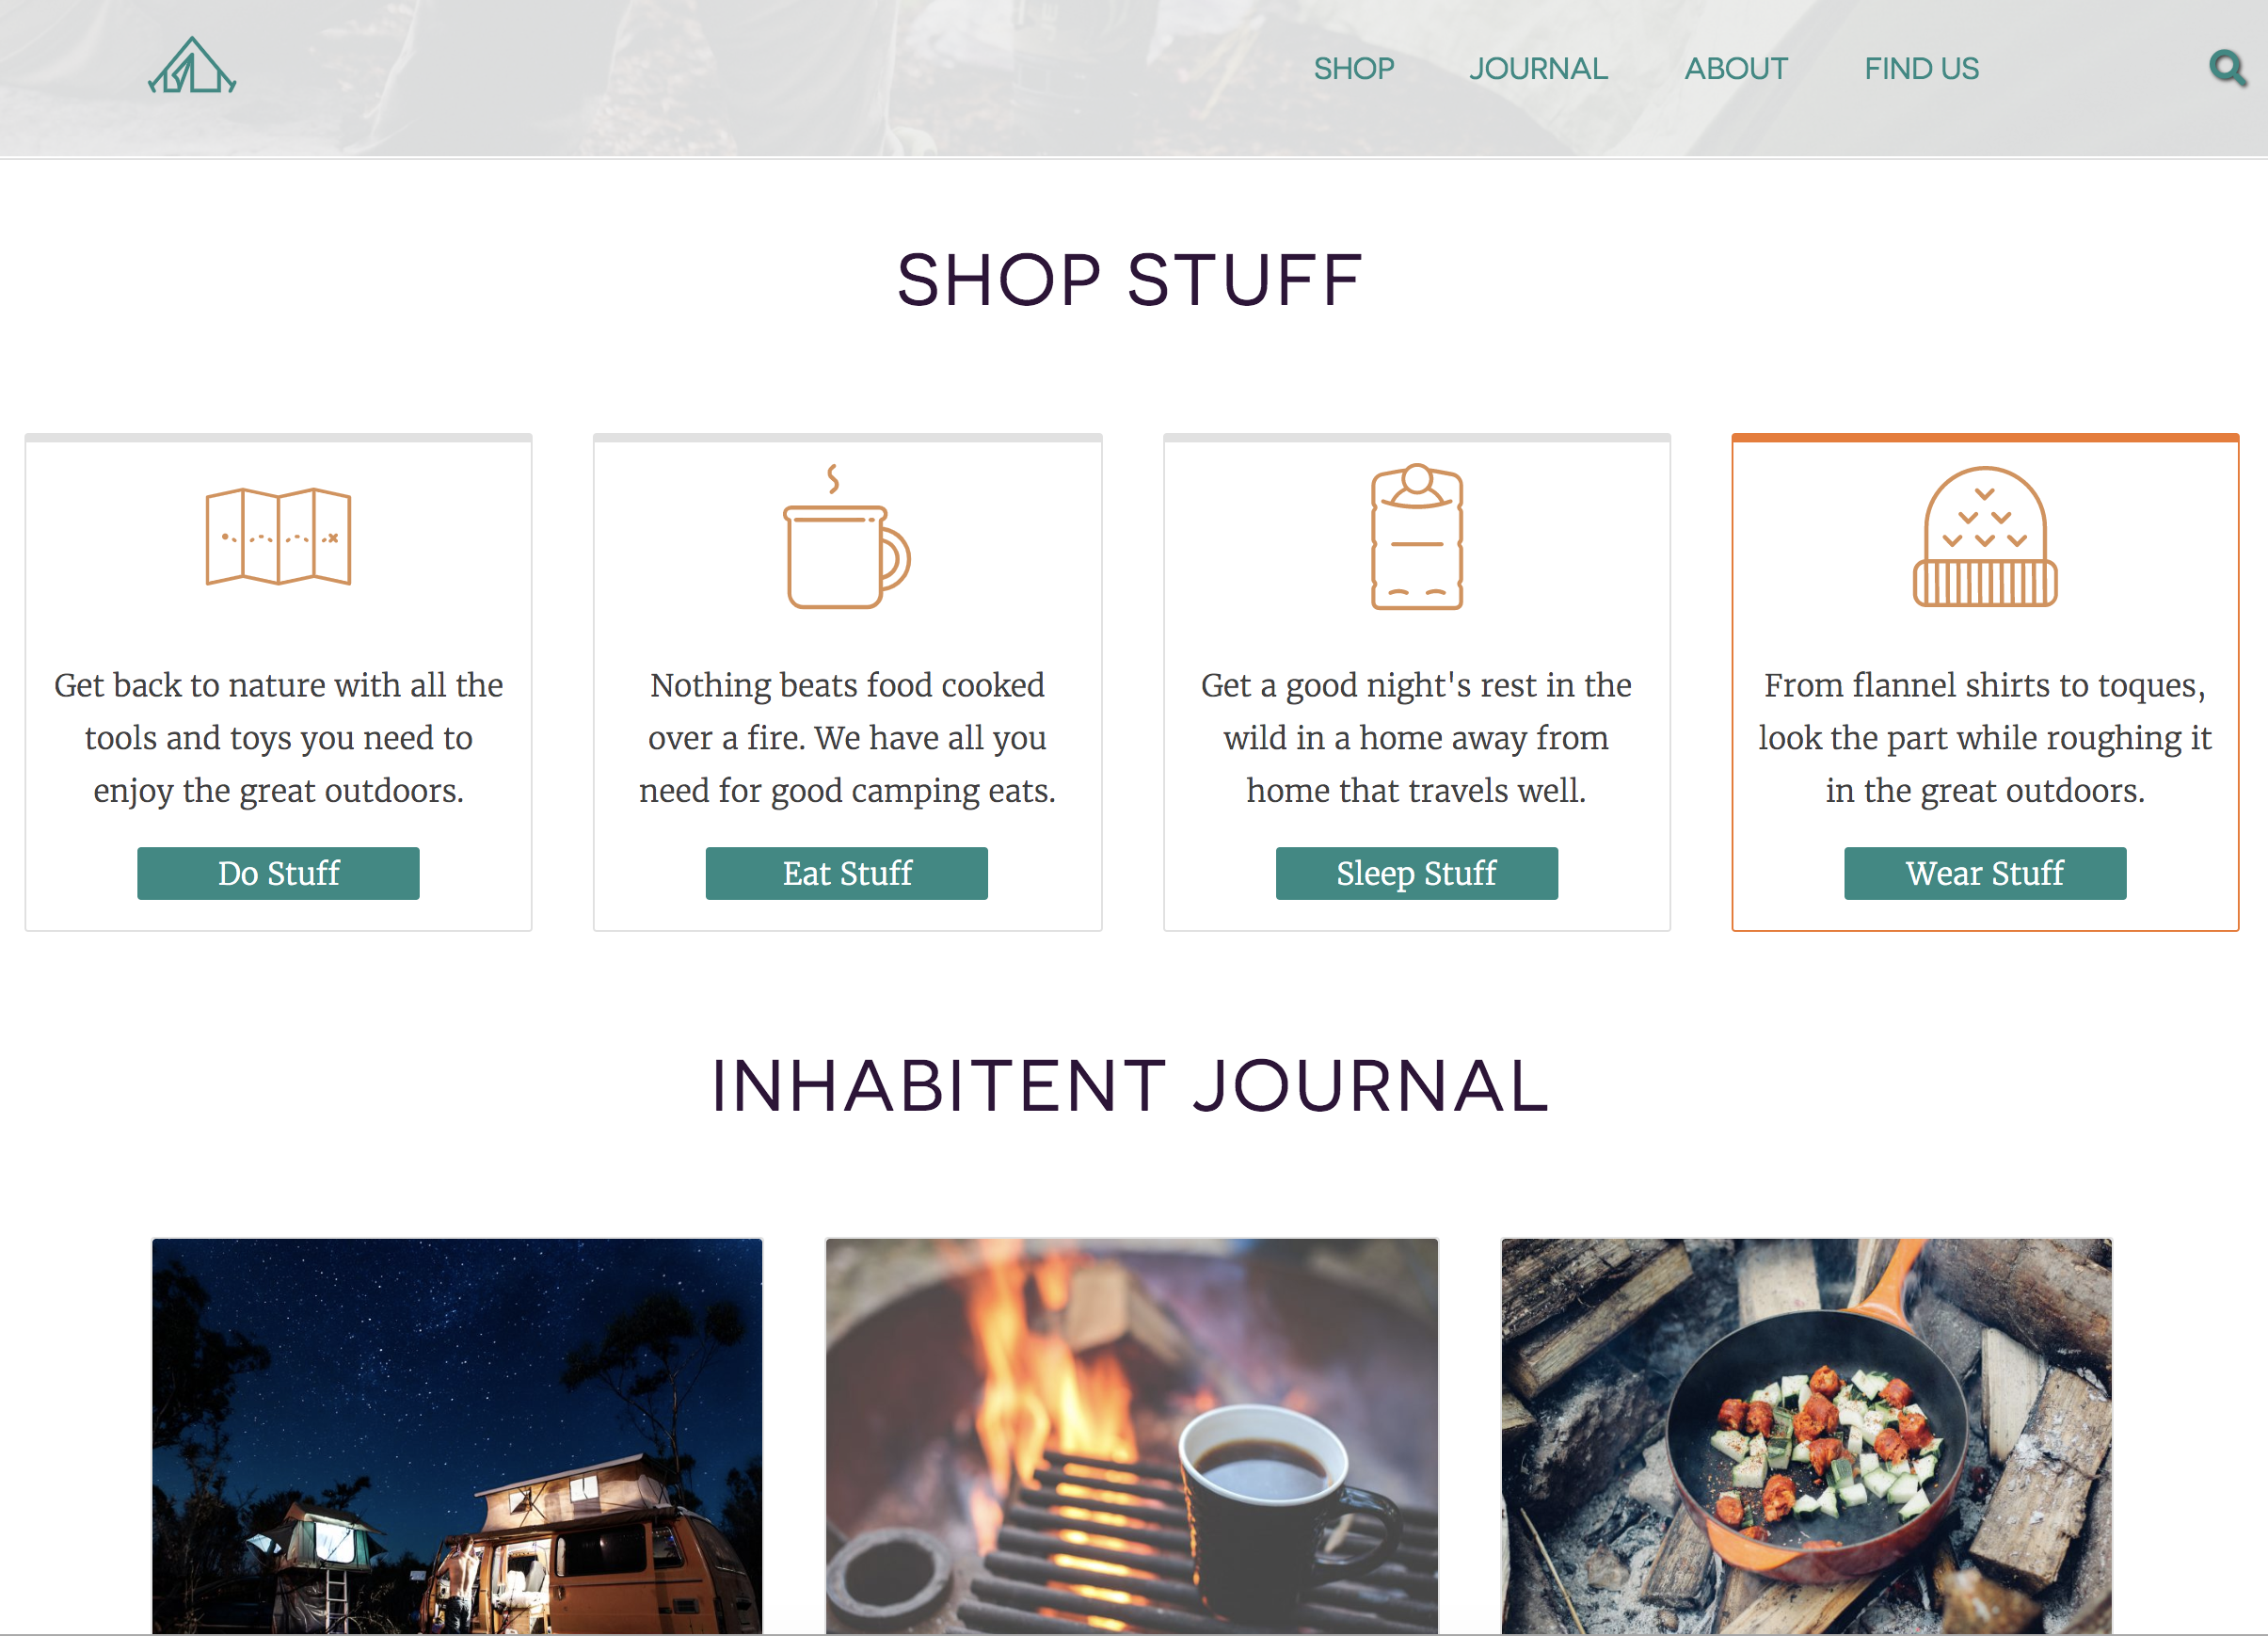 SHOP JOURNAL ABOUT FIND US
SHOP STUFF
Get back to nature with all the
tools and toys you need to
enjoy the great outdoors.
Do Stuff
Nothing beats food cooked
over a fire. We have all you
need for good camping eats.
Eat Stuff
Get a good night's rest in the
wild in a home away from
home that travels well.
Sleep Stuff
From flannel shirts to toques,
look the part while roughing it
in the great outdoors.
Wear Stuff
INHABITENT JOURNAL